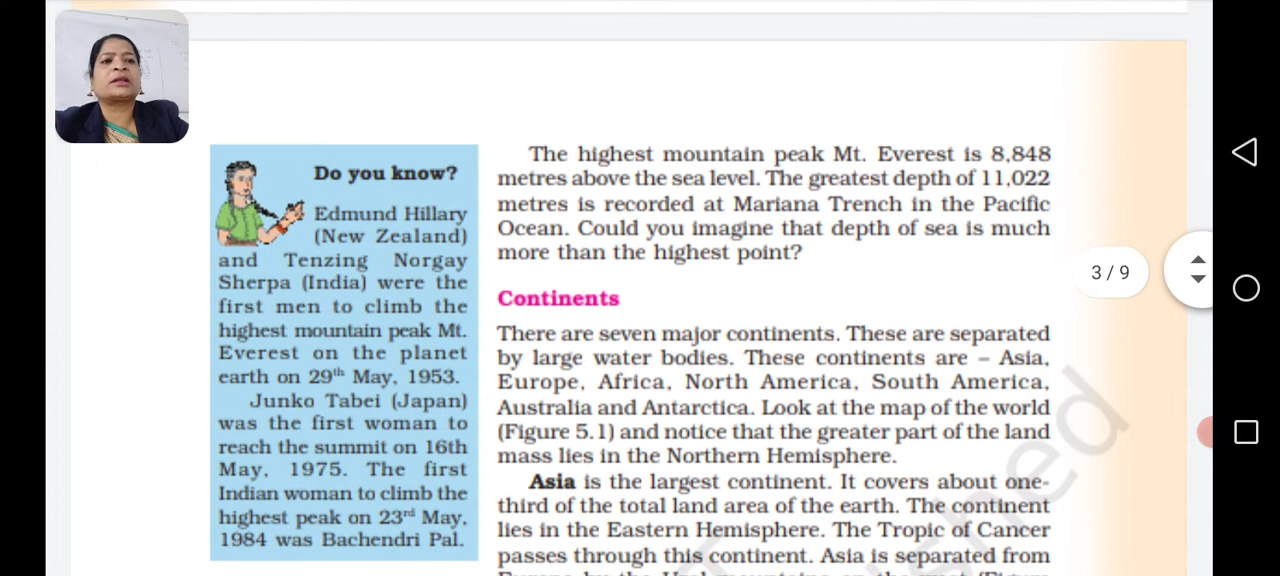 Do you know?
Edmund Hillary
(New Zealand)
and Tenzing Norgay
Sherpa (India) were the
first men to climb the
highest mountain peak Mt.
Everest on the planet
earth on 29th May, 1953.
Junko Tabei (Japan)
was the first woman to
reach the summit on 16th
May, 1975. The first
Indian woman to climb the
highest peak on 23rd May,
1984 was Bachendri Pal.
The highest mountain peak Mt. Everest is 8,848
metres above the sea level. The greatest depth of 11,022
metres is recorded at Mariana Trench in the Pacific
Ocean. Could you imagine that depth of sea is much
more than the highest point?
Continents
There are seven major continents. These are separated
by large water bodies. These continents are – Asia,
Europe, Africa, North America, South America,
Australia and Antarctica. Look at the map of the world
(Figure 5.1) and notice that the greater part of the land
mass lies in the Northern Hemisphere.
Asia is the largest continent. It covers about one-
third of the total land area of the earth. The continent
lies in the Eastern Hemisphere. The Tropic of Cancer
passes through this continent. Asia is separated from
Europe by the Ural mountains on the west (Figure
3 / 9